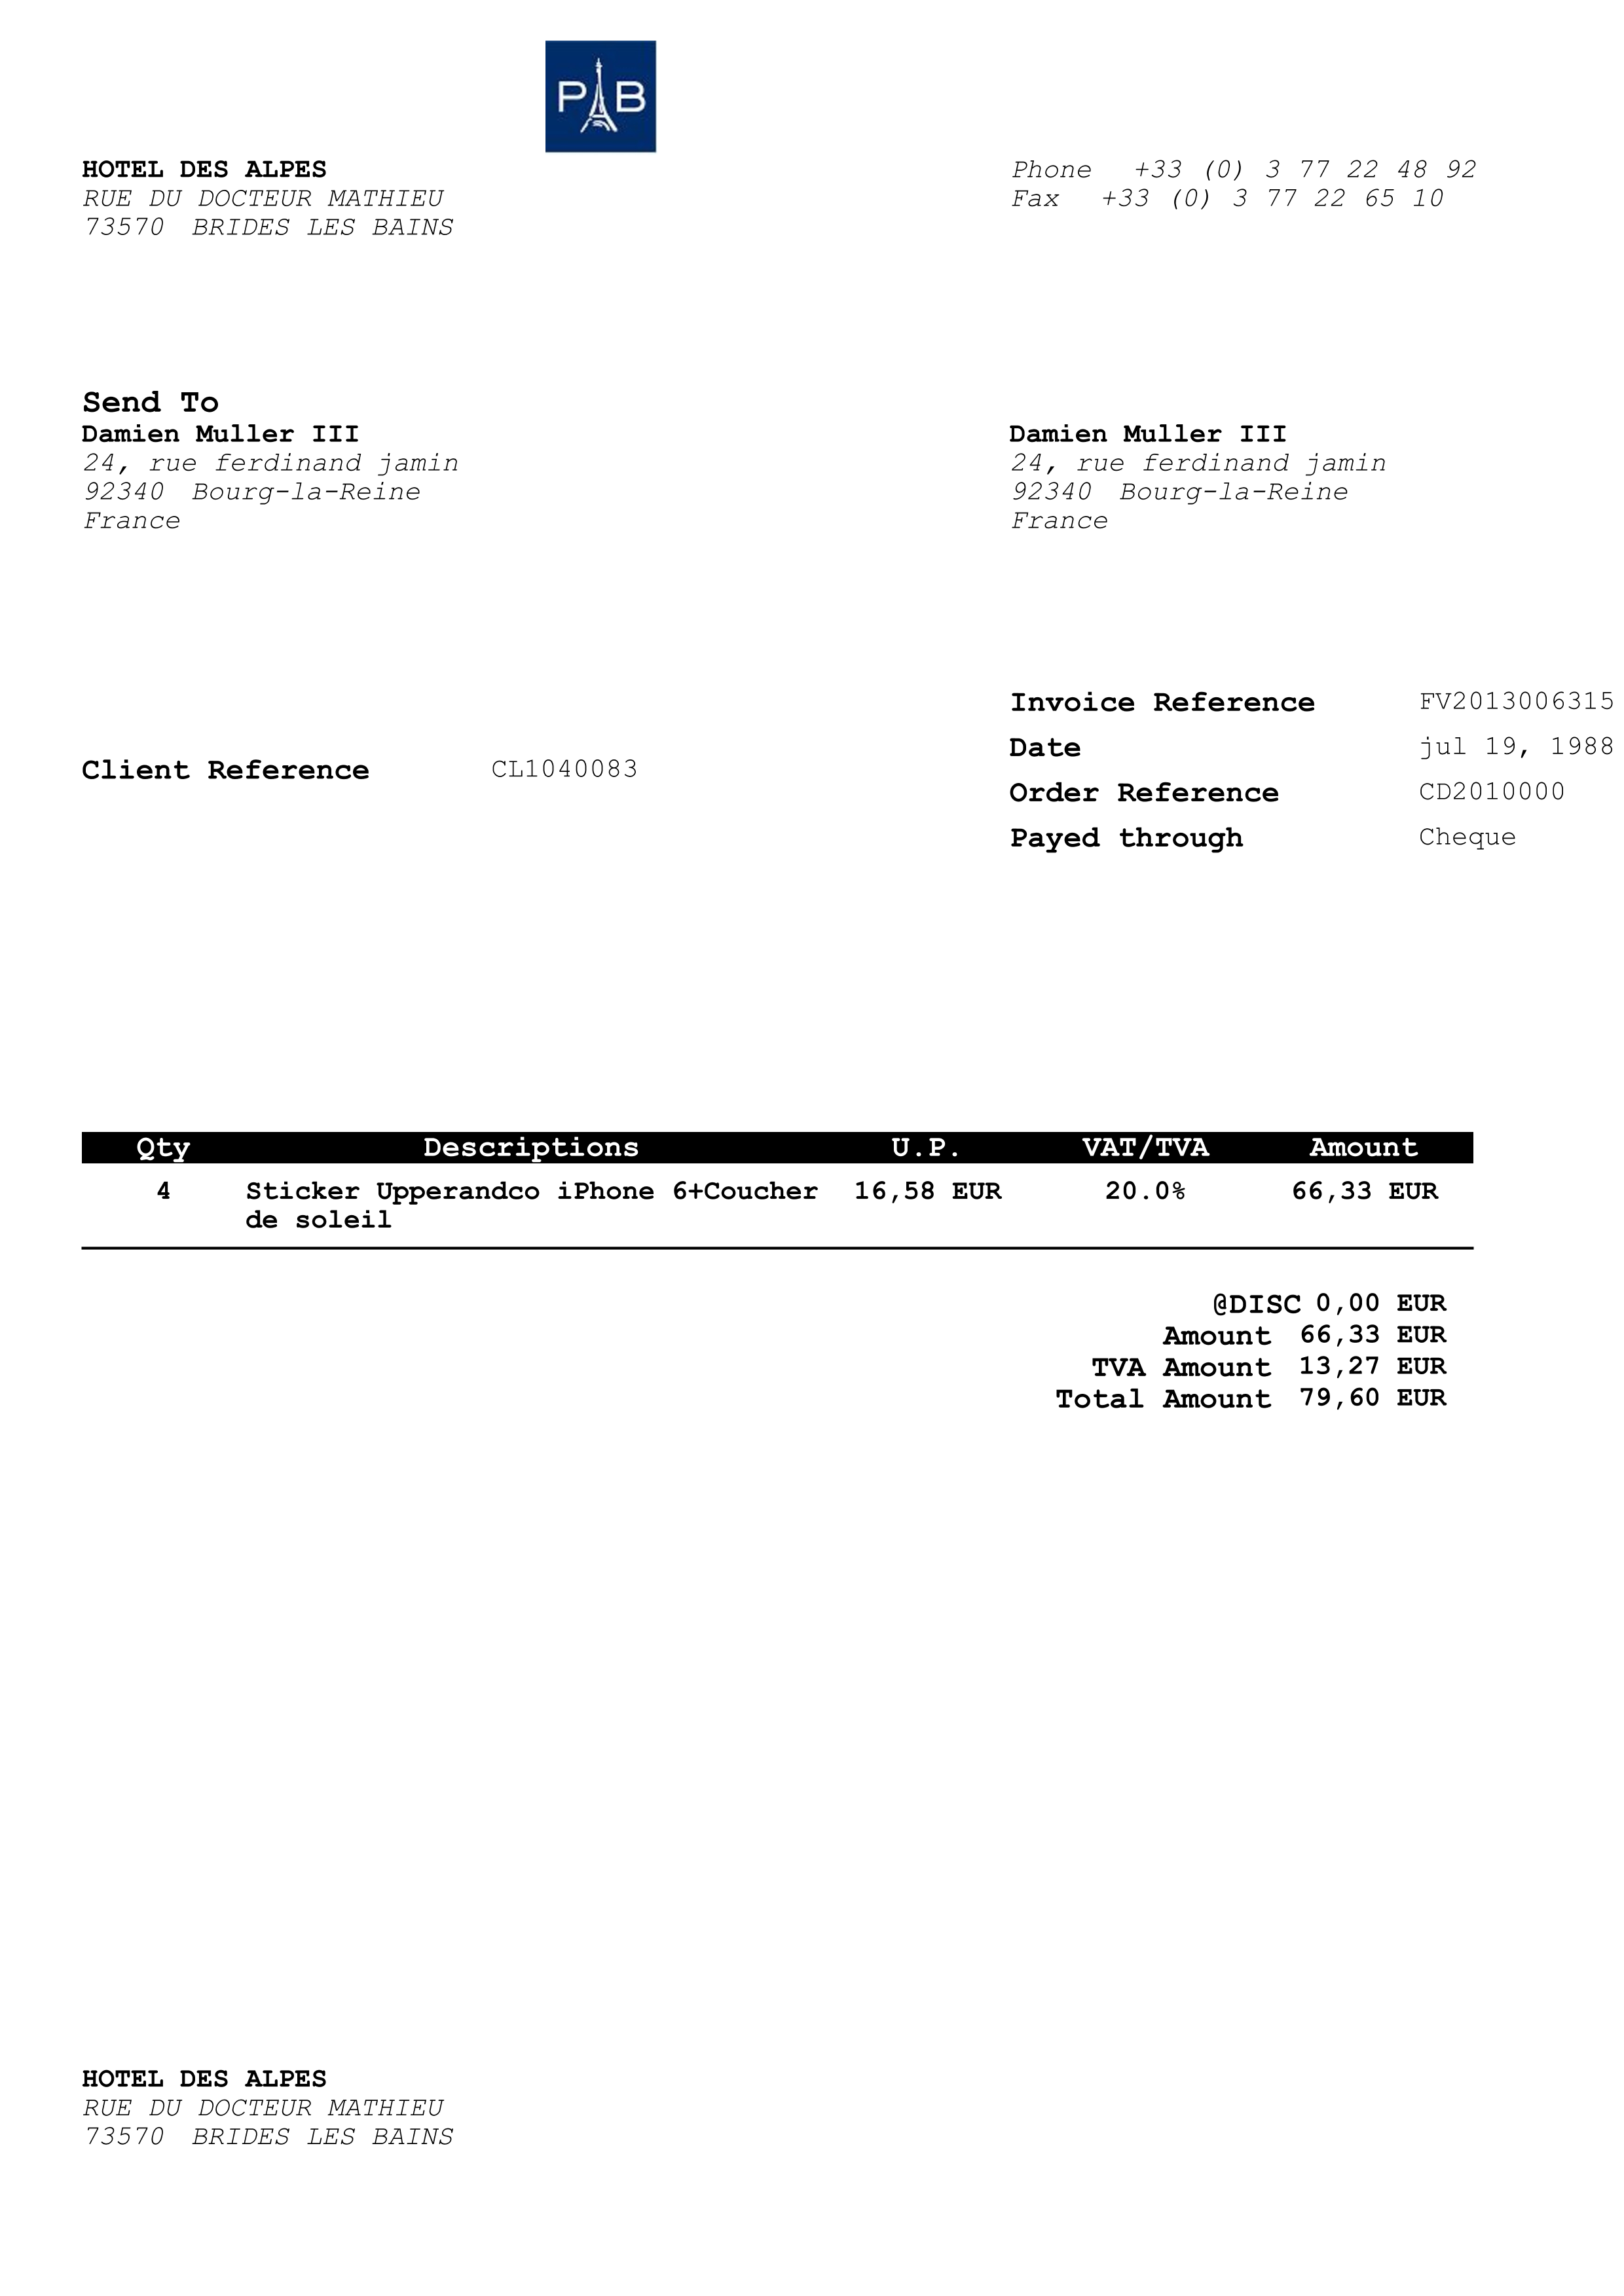 PAB
HOTEL DES ALPES
RUE DU DOCTEUR MATHIEU
73570 BRIDES LES BAINS
Phone +33 (0) 3 77 22 48 92
Fax +33 (0) 3 77 22 65 10
Send To
Damien Muller III
24, rue ferdinand jamin
92340 Bourg-la-Reine
France
Damien Muller III
24, rue ferdinand jamin
92340 Bourg-la-Reine
France
Client Reference CL1040083
Invoice Reference FV2013006315
Date jul 19, 1988
Order Reference CD2010000
Payed through Cheque
Qty Descriptions U.P. VAT/TVA Amount
4 Sticker Upperandco iPhone 6+Coucher 16,58 EUR 20.0% 66,33 EUR
de soleil
@DISC 0,00 EUR
Amount 66,33 EUR
TVA Amount 13,27 EUR
Total Amount 79,60 EUR
HOTEL DES ALPES
RUE DU DOCTEUR MATHIEU
73570 BRIDES LES BAINS